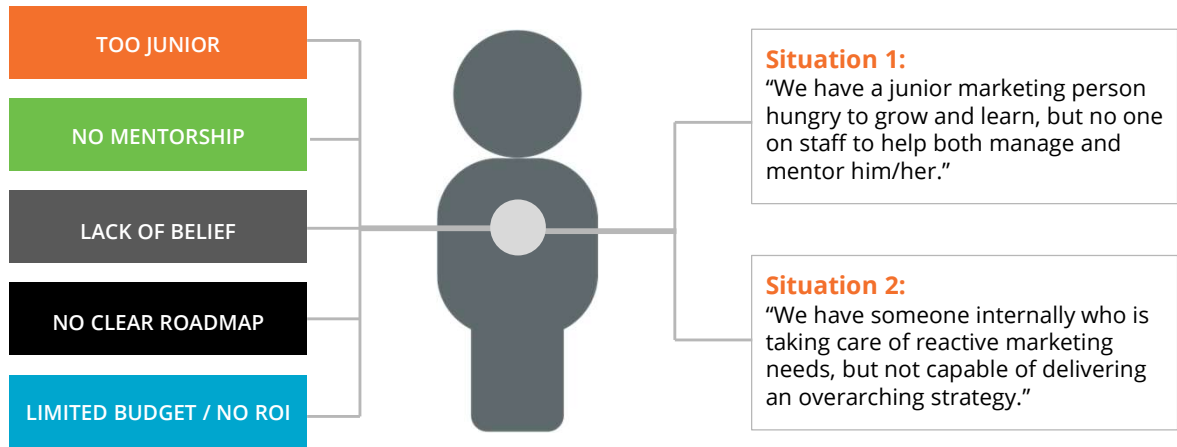 TOO JUNIOR
NO MENTORSHIP
LACK OF BELIEF
NO CLEAR ROADMAP
LIMITED BUDGET / NO ROI
Situation 1:
“We have a junior marketing person
hungry to grow and learn, but no one
on staff to help both manage and
mentor him/her.”
Situation 2:
“We have someone internally who is
taking care of reactive marketing
needs, but not capable of delivering
an overarching strategy.”